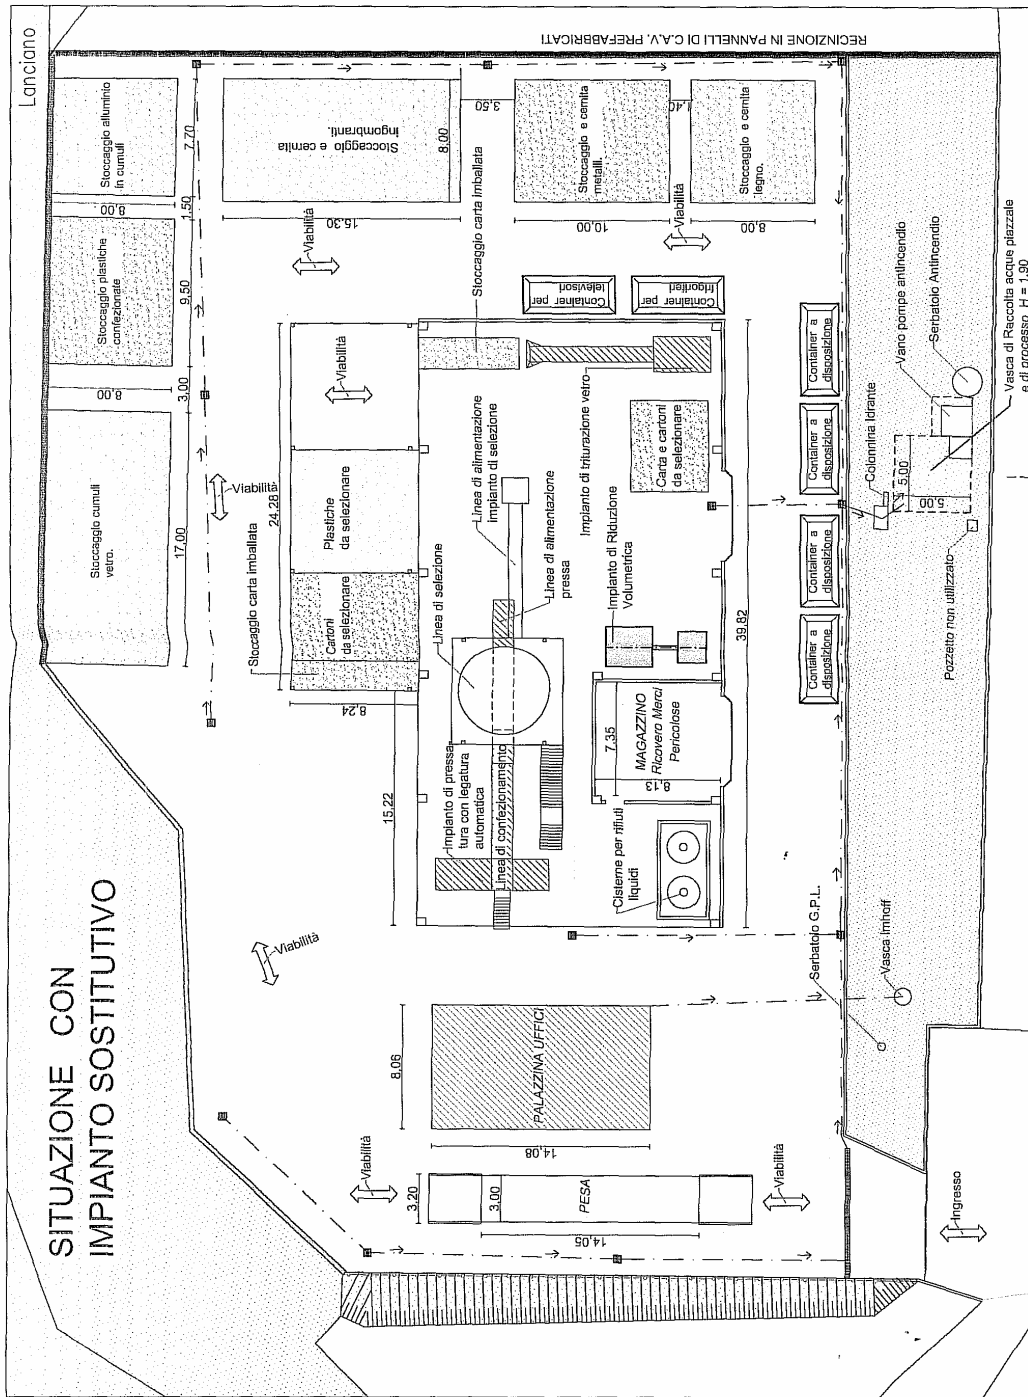 SITUAZIONE CON
IMPIANTO SOSTITUTIVO
Lanciano
RECINZIONE IN PANNELLI DI C.A.V. PREFABBRICATI
Stoccaggio cumuli
vetro.
17,00
3,00
8,00
Stoccaggio plastiche
confezionate
9,50
1,50
8,00
Stoccaggio alluminio
in cumuli
7,70
Viabilità
Stoccaggio e cernita
ingombranti.
8,00
15.30
3,50
Stoccaggio e cernita
metalli.
10,00
1,40
Stoccaggio e cernita
legno.
8,00
Viabilità
Viabilità
Stoccaggio carta imballata
24.28
Cartoni
da selezionare
Plastiche
da selezionare
Viabilità
8,24
15.22
Stoccaggio carta imballata
Container per
televisori
Container per
frigoriferi
Impianto di pressa-
tura con legatura
automatica
Linea di confezionamento
Linea di selezione
Linea di alimentazione
impianto di selezione
Linea di alimentazione
pressa
Impianto di triturazione vetro
Carta e cartoni
da selezionare
Impianto di Riduzione
Volumetrica
MAGAZZINO
Ricovero Merci
Pericolose
7,35
8,13
Cisterne per rifiuti
liquidi
39.82
Viabilità
PALAZZINA UFFICI
8.06
14,08
Viabilità
3,20
3,00
PESA
14,05
Viabilità
Ingresso
Serbatoio G.P.L.
Vasca Imhoff
Container a
disposizione
Container a
disposizione
Container a
disposizione
Container a
disposizione
Colonnina Idrante
Vano pompe antincendio
Serbatoio Antincendio
5,00
5,00
Pozzeto non utilizzato
Vasca di Raccolta acque piazzale
e di processo H = 1,90